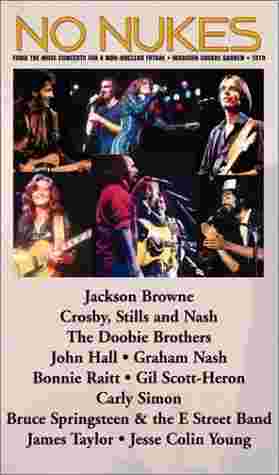 NO NUKES
FROM THE MUSE CONCERTS FOR A NON-NUCLEAR FUTURE • MADISON SQUARE GARDEN • 1979
Jackson Browne
Crosby, Stills and Nash
The Doobie Brothers
John Hall • Graham Nash
Bonnie Raitt • Gil Scott-Heron
Carly Simon
Bruce Springsteen & the E Street Band
James Taylor • Jesse Colin Young